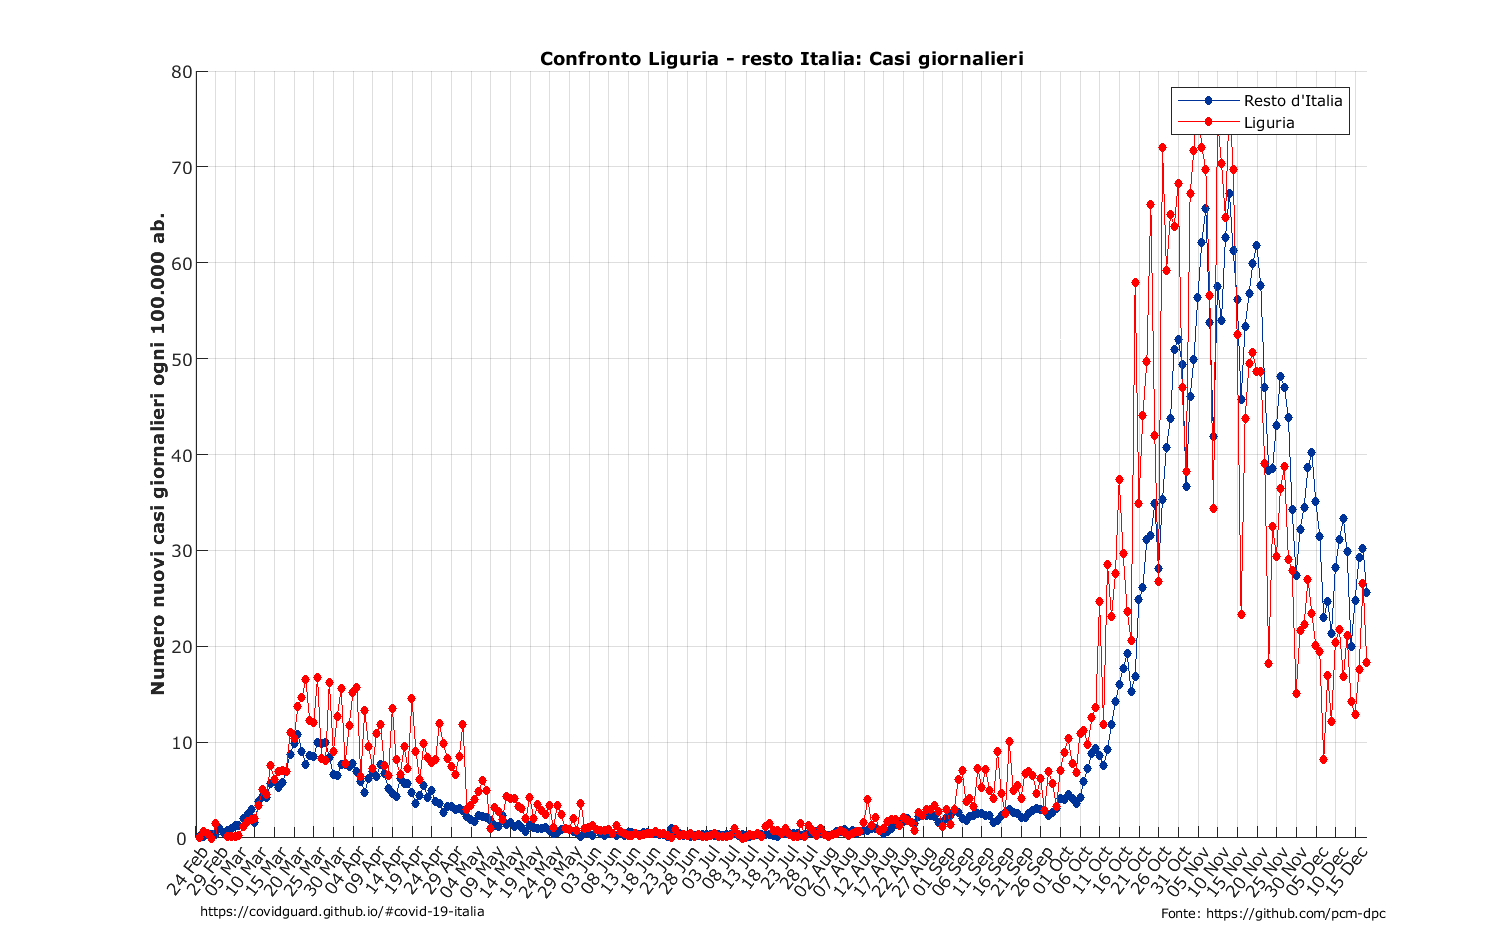 Confronto Liguria - resto Italia: Casi giornalieri
Numero nuovi casi giornalieri ogni 100.000 ab.
80
70
60
50
40
30
20
10
0
Resto d'Italia
Liguria
24 Feb
29 Feb
05 Mar
10 Mar
15 Mar
20 Mar
25 Mar
30 Mar
04 Apr
09 Apr
14 Apr
19 Apr
24 Apr
29 Apr
04 May
09 May
14 May
19 May
24 May
29 May
03 Jun
08 Jun
13 Jun
18 Jun
23 Jun
28 Jun
03 Jul
08 Jul
13 Jul
18 Jul
23 Jul
28 Jul
02 Aug
07 Aug
12 Aug
17 Aug
22 Aug
27 Aug
01 Sep
06 Sep
11 Sep
16 Sep
21 Sep
26 Sep
01 Oct
06 Oct
11 Oct
16 Oct
21 Oct
26 Oct
31 Oct
05 Nov
10 Nov
15 Nov
20 Nov
25 Nov
30 Nov
05 Dec
10 Dec
15 Dec
https://covidguard.github.io/#covid-19-italia
Fonte: https://github.com/pcm-dpc